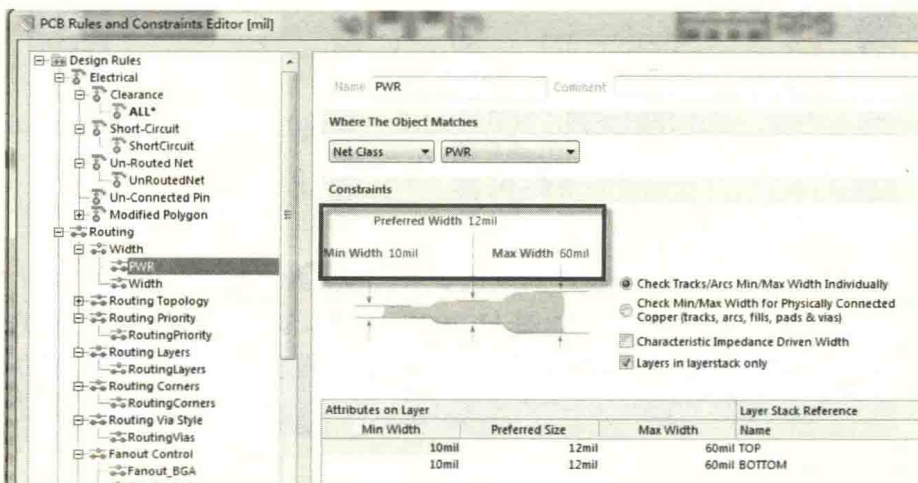 PCB Rules and Constraints Editor [mil]
Design Rules
Electrical
Clearance
ALL*
Short-Circuit
ShortCircuit
Un-Routed Net
UnRoutedNet
Un-Connected Pin
Modified Polygon
Routing
Width
PWR
Width
Routing Topology
Routing Priority
RoutingPriority
Routing Layers
RoutingLayers
Routing Corners
RoutingCorners
Routing Via Style
RoutingVias
Fanout Control
Fanout_BGA
Name PWR Comment
Where The Object Matches
Net Class PWR
Constraints
Preferred Width 12mil
Min Width 10mil Max Width 60mil
Check Tracks/Arcs Min/Max Width Individually
Check Min/Max Width for Physically Connected
Copper (tracks, arcs, fills, pads & vias)
Characteristic Impedance Driven Width
Layers in layerstack only
Attributes on Layer Layer Stack Reference
Min Width Preferred Size Max Width Name
10mil 12mil 60mil TOP
10mil 12mil 60mil BOTTOM